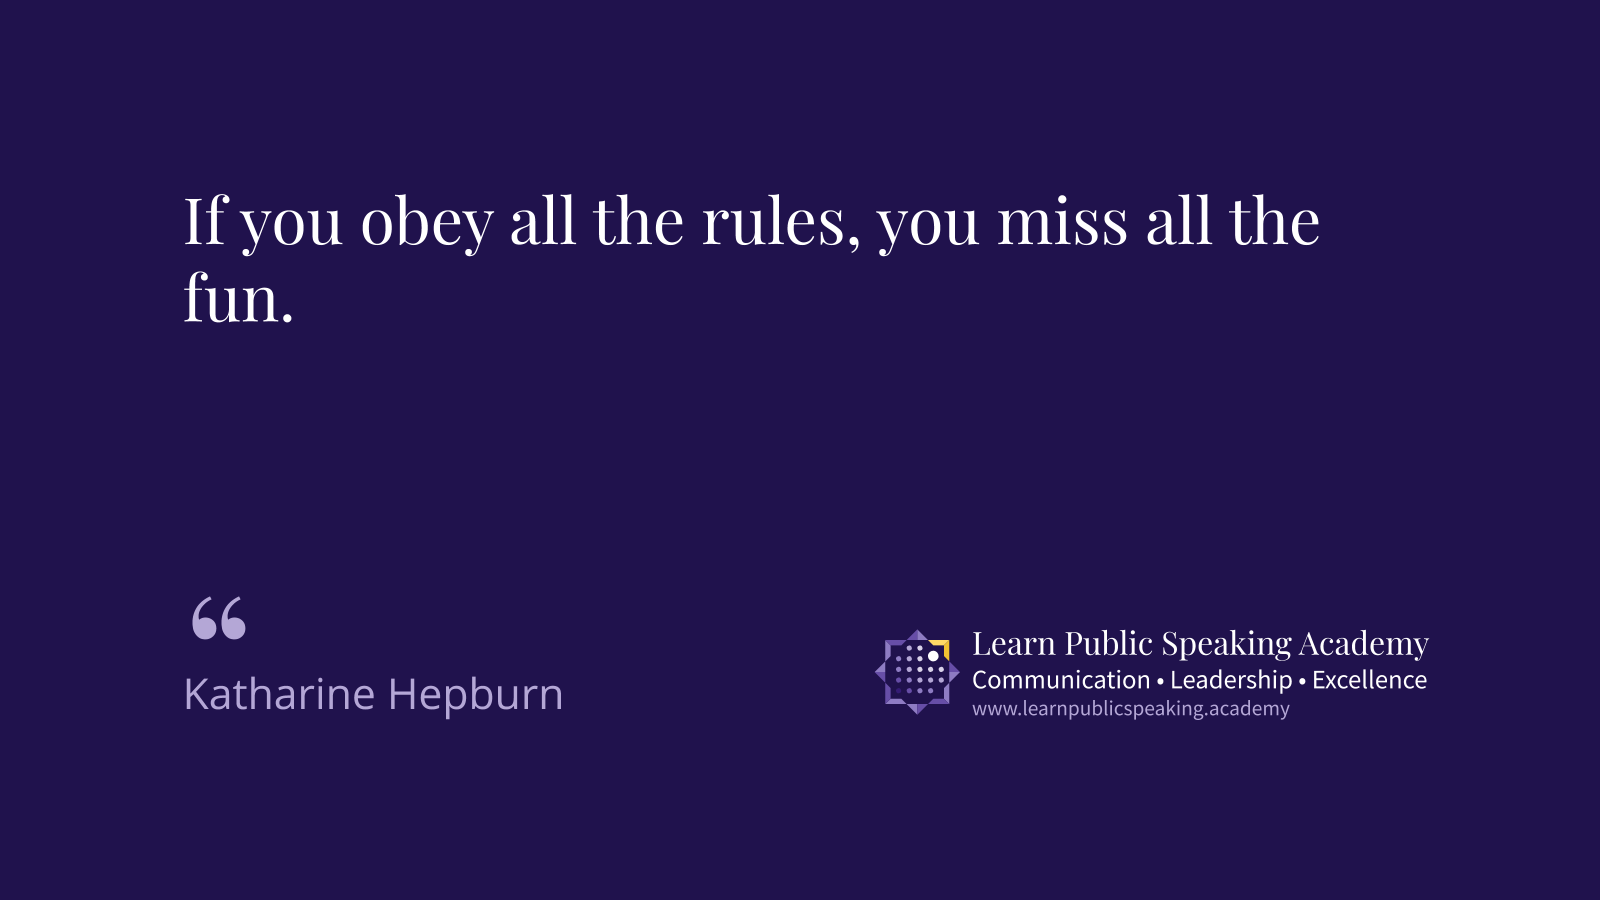 If you obey all the rules, you miss all the
fun.
“
Katharine Hepburn
Learn Public Speaking Academy
Communication • Leadership • Excellence
www.learnpublicspeaking.academy